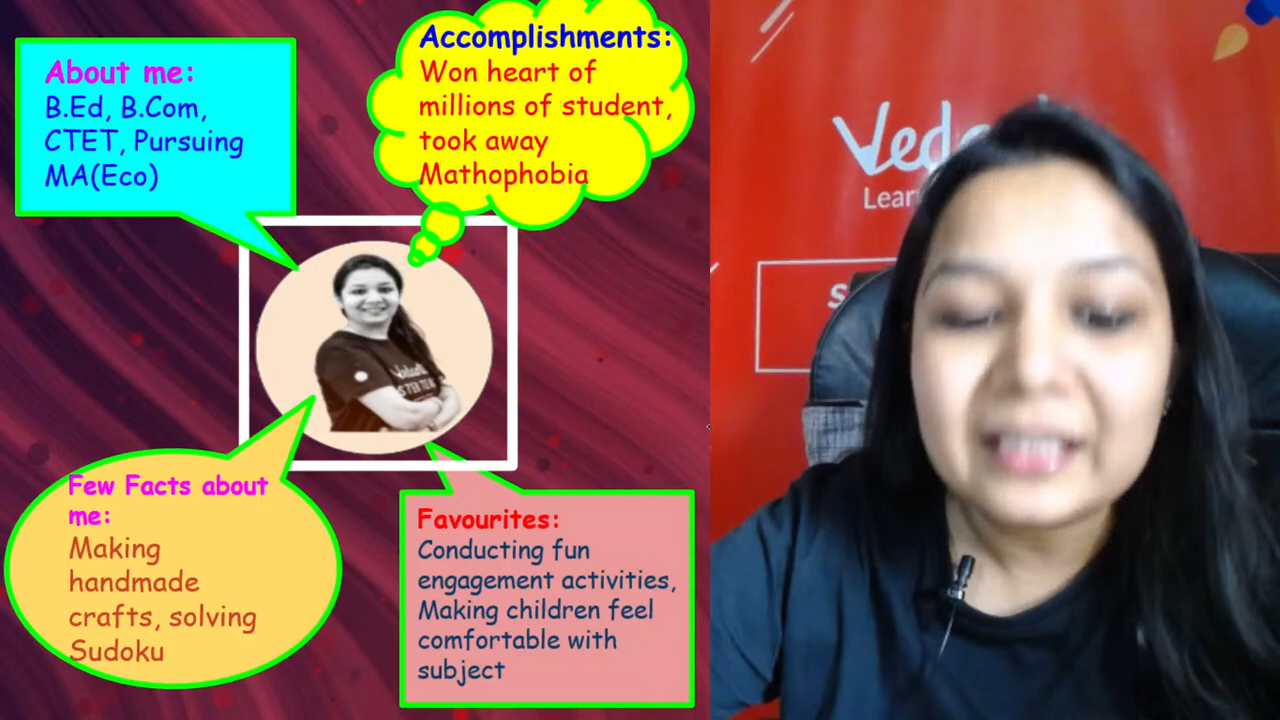 About me:
B.Ed, B.Com,
CTET, Pursuing
MA(Eco)
Accomplishments:
Won heart of
millions of student,
took away
Mathophobia
Few Facts about
me:
Making
handmade
crafts, solving
Sudoku
Favourites:
Conducting fun
engagement activities,
Making children feel
comfortable with
subject